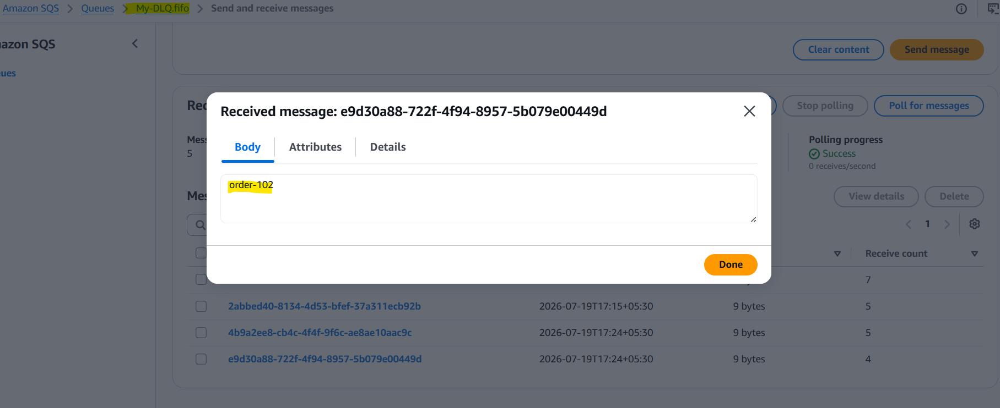 Amazon SQS > Queues > My-DLQ.fifo > Send and receive messages
azon SQS
ues
Clear content
Send message
Stop polling
Poll for messages
Received message: e9d30a88-722f-4f94-8957-5b079e00449d
Body
Attributes
Details
5
Polling progress
Success
0 receives/second
order-102
View details
Delete
1
Done
Receive count
7
2abbed40-8134-4d53-bfef-37a311ecb92b 2026-07-19T17:15+05:30 9 bytes 5
4b9a2ee8-cb4c-4f4f-9f6c-ae8ae10aac9c 2026-07-19T17:24+05:30 9 bytes 5
e9d30a88-722f-4f94-8957-5b079e00449d 2026-07-19T17:24+05:30 9 bytes 4